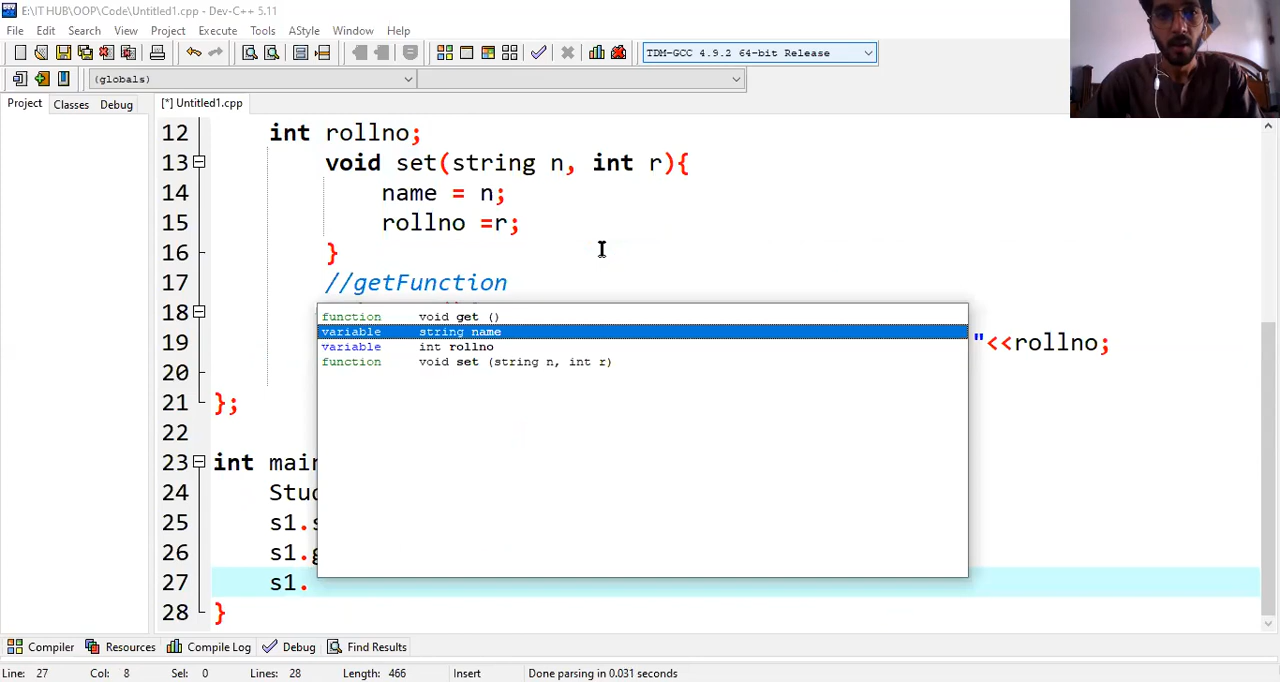 E:\IT HUB\OOP\Code\Untitled1.cpp - Dev-C++ 5.11
File Edit Search View Project Execute Tools AStyle Window Help
TDM-GCC 4.9.2 64-bit Release
(globals)
Project Classes Debug [*] Untitled1.cpp
12 int rollno;
13 void set(string n, int r){
14 name = n;
15 rollno =r;
16 }
17 //getFunction
18
function void get ()
variable string name
19 "<<rollno;
variable int rollno
function void set (string n, int r)
20
21 };
22
23 int main
24 Stud
25 s1.s
26 s1.g
27 s1.
28 }
Compiler Resources Compile Log Debug Find Results
Line: 27 Col: 8 Sel: 0 Lines: 28 Length: 466 Insert Done parsing in 0.031 seconds